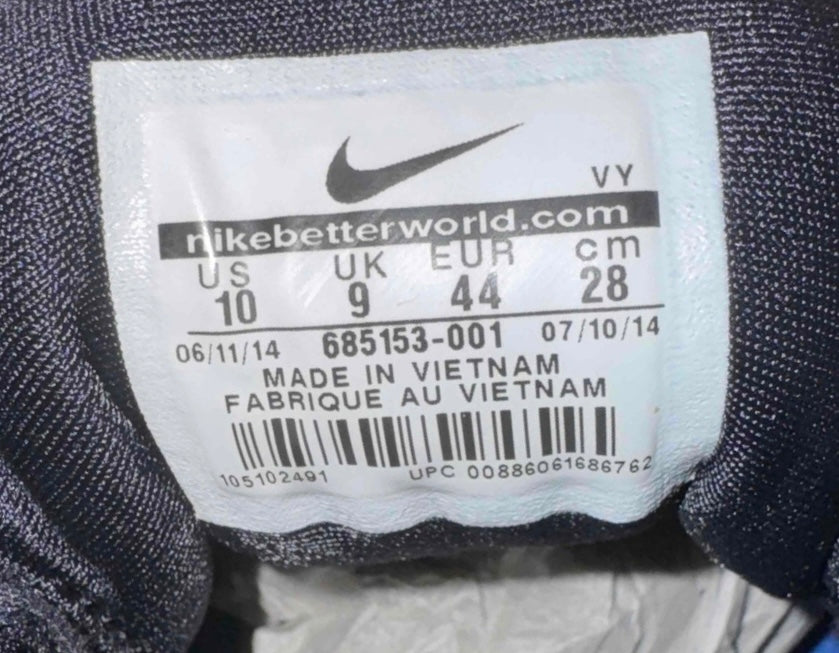 VY
nikebetterworld.com
US UK EUR cm
10 9 44 28
06/11/14 685153-001 07/10/14
MADE IN VIETNAM
FABRIQUE AU VIETNAM
105102491 UPC 00886061686762